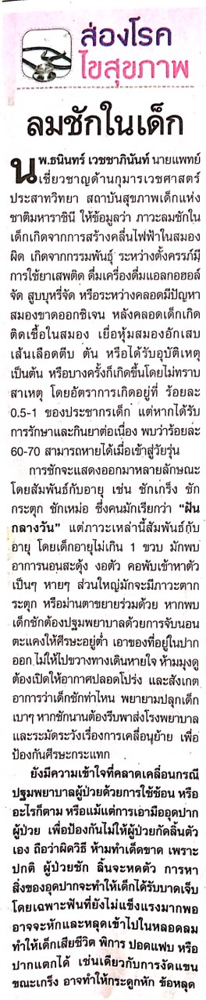 ส่องโรค
ไขสุขภาพ
ลมชักในเด็ก
นพ.ธนินทร์ เวชชาภินันท์ นายแพทย์
เชี่ยวชาญด้านกุมารเวชศาสตร์
ประสาทวิทยา สถาบันสุขภาพเด็กแห่ง
ชาติมหาราชินี ให้ข้อมูลว่า ภาวะลมชักใน
เด็กเกิดจากการสร้างคลื่นไฟฟ้าในสมอง
ผิด เกิดจากกรรมพันธุ์ ระหว่างตั้งครรภ์มี
การใช้ยาเสพติด ดื่มเครื่องดื่มแอลกอฮอล์
จัด สูบบุหรี่จัด หรือระหว่างคลอดมีปัญหา
สมองขาดออกซิเจน หลังคลอดเด็กเกิด
ติดเชื้อในสมอง เยื่อหุ้มสมองอักเสบ
เส้นเลือดตีบ ตัน หรือได้รับอุบัติเหตุ
เป็นต้น หรือบางครั้งก็เกิดขึ้นโดยไม่ทราบ
สาเหตุ โดยอัตราการเกิดอยู่ที่ ร้อยละ
0.5-1 ของประชากรเด็ก แต่หากได้รับ
การรักษาและกินยาต่อเนื่อง พบว่าร้อยละ
60-70 สามารถหายได้เมื่อเข้าสู่วัยรุ่น
การชักจะแสดงออกมาหลายลักษณะ
โดยสัมพันธ์กับอายุ เช่น ชักเกร็ง ชัก
กระตุก ชักเหม่อ ซึ่งคนมักเรียกว่า “ฝัน
กลางวัน” แต่ภาวะเหล่านี้สัมพันธ์กับ
อายุ โดยเด็กอายุไม่เกิน 1 ขวบ มักพบ
อาการนอนสะดุ้ง งอตัว คอพับเข้าหาตัว
เป็นๆ หายๆ ส่วนใหญ่มักจะมีภาวะตาก
ระตุก หรือม่านตาขยายร่วมด้วย หากพบ
เด็กชักต้องปฐมพยาบาลด้วยการจับนอน
ตะแคงให้ศีรษะอยู่ต่ำ เอาของที่อยู่ในปาก
ออก ไม่ให้ไปขวางทางเดินหายใจ ห้ามมุงดู
ต้องเปิดให้อากาศปลอดโปร่ง และสังเกต
อาการว่าเด็กชักท่าไหน พยายามปลุกเด็ก
เบาๆ หากชักนานต้องรีบพาส่งโรงพยาบาล
และระมัดระวังเรื่องการเคลื่อนย้าย เพื่อ
ป้องกันศีรษะกระแทก
ยังมีความเข้าใจที่คลาดเคลื่อนกรณี
ปฐมพยาบาลผู้ป่วยด้วยการใช้ช้อน หรือ
อะไรก็ตาม หรือแม้แต่การเอามืออุดปาก
ผู้ป่วย เพื่อป้องกันไม่ให้ผู้ป่วยกัดลิ้นตัว
เอง ถือว่าผิดวิธี ห้ามทำเด็ดขาด เพราะ
ปกติ ผู้ป่วยชัก ลิ้นจะหดตัว การหา
สิ่งของอุดปากจะทำให้เด็กได้รับบาดเจ็บ
โดยเฉพาะฟันที่ยังไม่แข็งแรงมากพอ
อาจจะหักและหลุดเข้าไปในหลอดลม
ทำให้เด็กเสียชีวิต พิการ ปอดแฟบ หรือ
ปากแตกได้ เช่นเดียวกับการงัดแขน
ขณะเกร็ง อาจทำให้กระดูกหัก ข้อหลุด